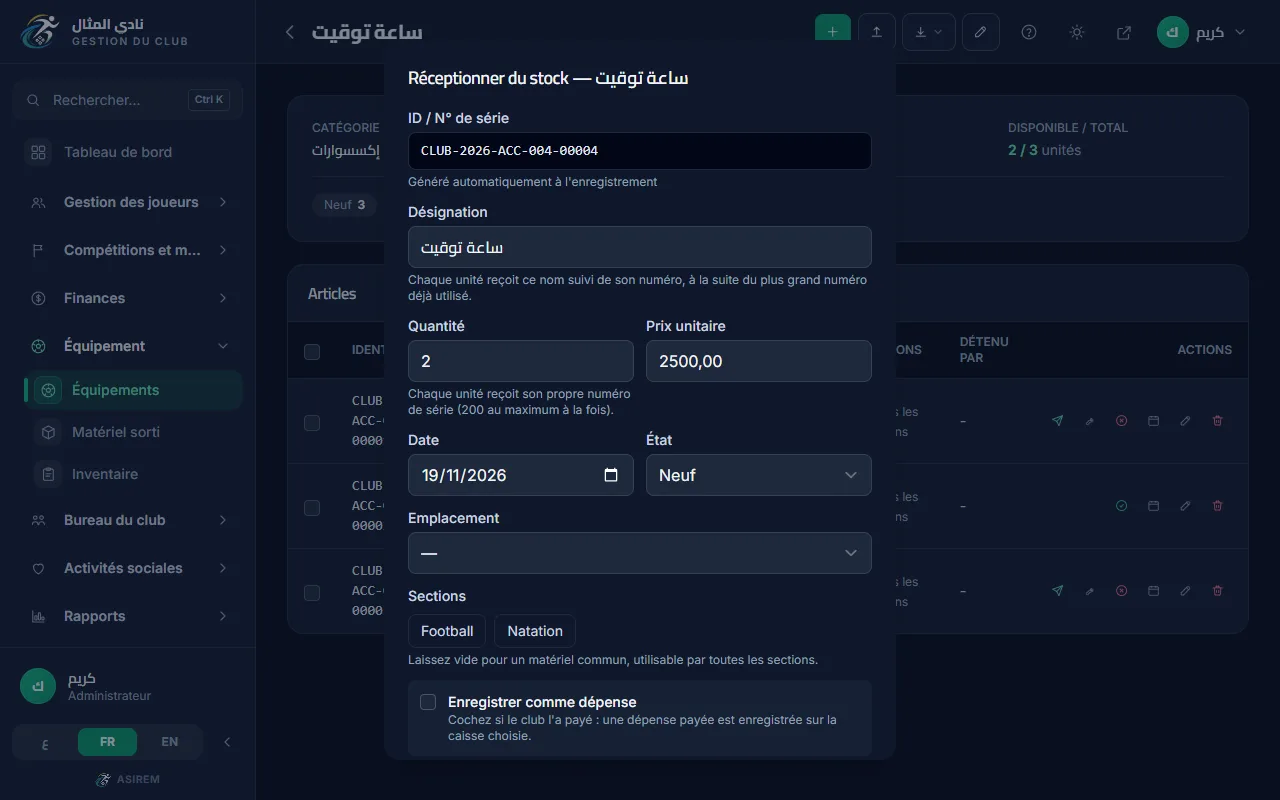 نادي المثال
GESTION DU CLUB
Rechercher...
Ctrl K
Tableau de bord
Gestion des joueurs
Compétitions et m...
Finances
Équipement
Équipements
Matériel sorti
Inventaire
Bureau du club
Activités sociales
Rapports
ك
كريم
Administrateur
ع
FR
EN
ASIREM
ساعة توقيت
ك
كريم
CATÉGORIE
إكسسوارات
DISPONIBLE / TOTAL
2 / 3 unités
Neuf 3
Articles
IDENT
ONS
DÉTENU PAR
ACTIONS
CLUB
ACC-
0000
s les
ns
-
CLUB
ACC-
0000
s les
ns
-
CLUB
ACC-
0000
s les
ns
-
Réceptionner du stock — ساعة توقيت
ID / N° de série
CLUB-2026-ACC-004-00004
Généré automatiquement à l'enregistrement
Désignation
ساعة توقيت
Chaque unité reçoit ce nom suivi de son numéro, à la suite du plus grand numéro
déjà utilisé.
Quantité
Prix unitaire
2
2500,00
Chaque unité reçoit son propre numéro
de série (200 au maximum à la fois).
Date
État
19/11/2026
Neuf
Emplacement
—
Sections
Football
Natation
Laissez vide pour un matériel commun, utilisable par toutes les sections.
Enregistrer comme dépense
Cochez si le club l'a payé : une dépense payée est enregistrée sur la
caisse choisie.